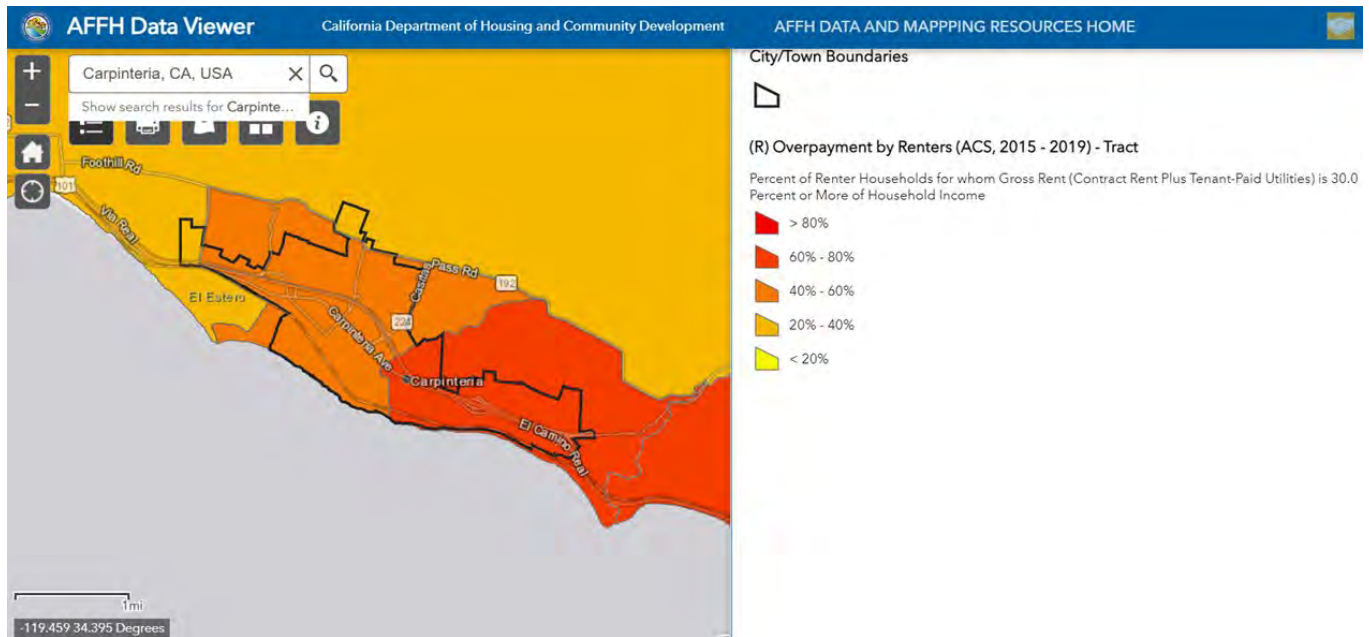 AFFH Data Viewer
California Department of Housing and Community Development
AFFH DATA AND MAPPPING RESOURCES HOME
+
Carpinteria, CA, USA
Show search results for Carpinte...
−
i
Foothill Rd
101
Via Real
El Estero
Pass Rd
Casitas
192
224
Carpinteria Ave
Carpinteria
El Camino Real
1mi
-119.459 34.395 Degrees
City/Town Boundaries
(R) Overpayment by Renters (ACS, 2015 - 2019) - Tract
Percent of Renter Households for whom Gross Rent (Contract Rent Plus Tenant-Paid Utilities) is 30.0
Percent or More of Household Income
> 80%
60% - 80%
40% - 60%
20% - 40%
< 20%